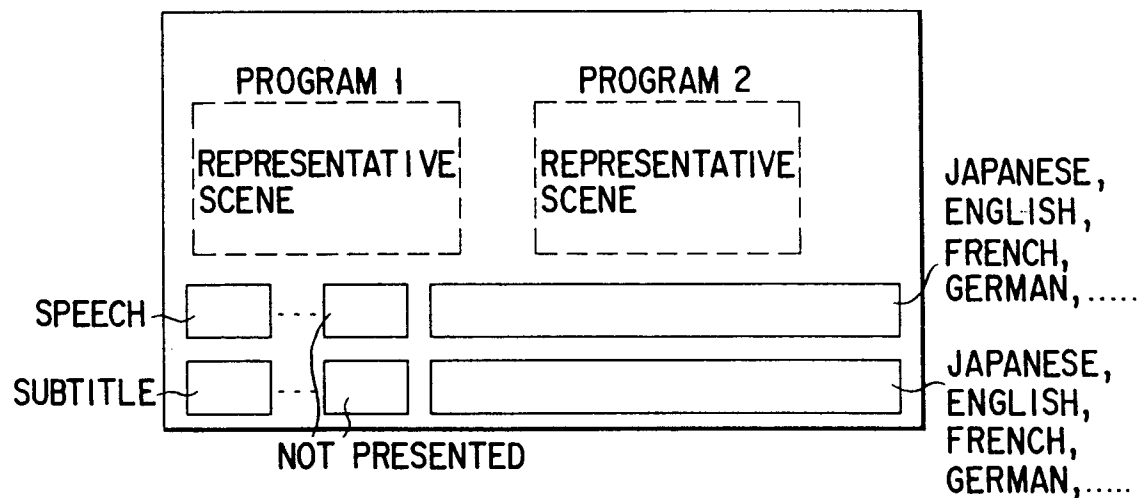 PROGRAM 1
PROGRAM 2
REPRESENTATIVE
SCENE
REPRESENTATIVE
SCENE
JAPANESE,
ENGLISH,
FRENCH,
GERMAN,.....
SPEECH
SUBTITLE
JAPANESE,
ENGLISH,
FRENCH,
GERMAN,.....
NOT PRESENTED